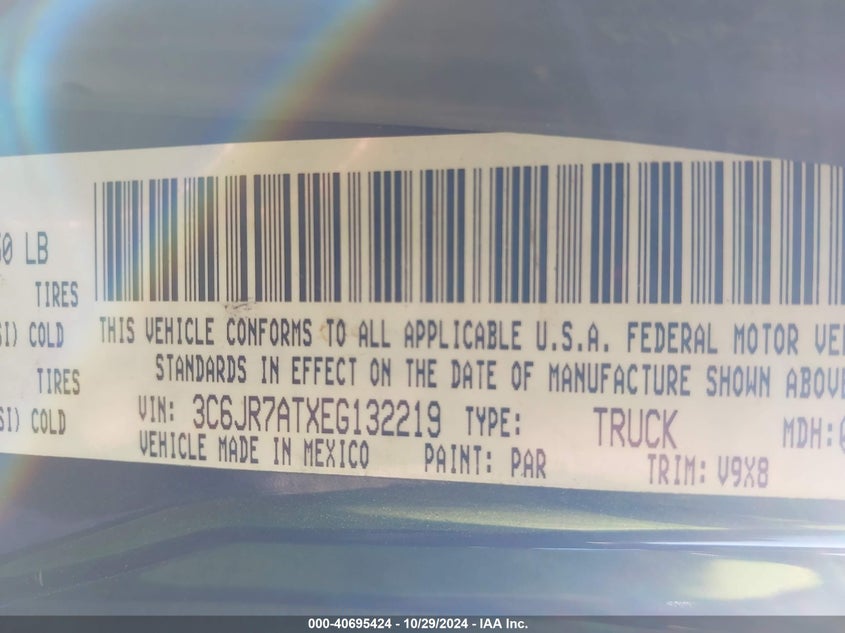 50 LB
TIRES
SI) COLD
TIRES
SI) COLD
THIS VEHICLE CONFORMS TO ALL APPLICABLE U.S.A. FEDERAL MOTOR
STANDARDS IN EFFECT ON THE DATE OF MANUFACTURE SHOWN ABOVE
VIN: 3C6JR7ATXEG132219 TYPE: TRUCK MDH:
VEHICLE MADE IN MEXICO PAINT: PAR TRIM: V9X8
000-40695424 - 10/29/2024 - IAA Inc.